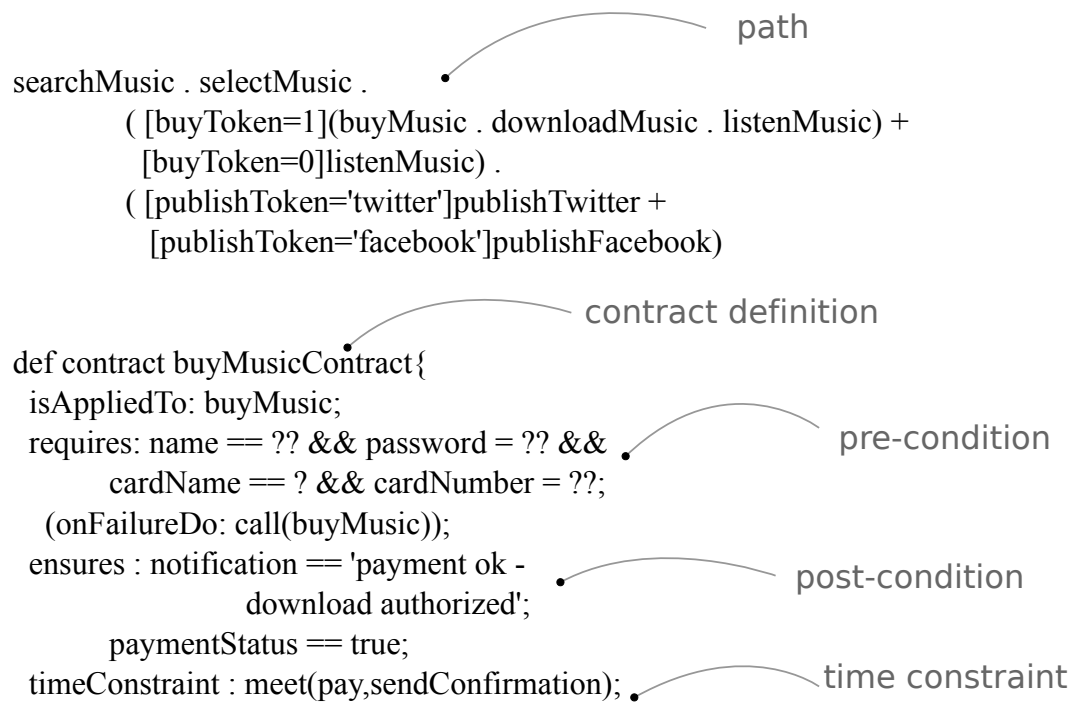 path
searchMusic . selectMusic .
( [buyToken=1](buyMusic . downloadMusic . listenMusic) +
[buyToken=0]listenMusic) .
( [publishToken='twitter']publishTwitter +
[publishToken='facebook']publishFacebook)
contract definition
def contract buyMusicContract{
isAppliedTo: buyMusic;
requires: name == ?? && password = ?? &&
pre-condition
cardName == ? && cardNumber = ??;
(onFailureDo: call(buyMusic));
ensures : notification == 'payment ok -
post-condition
download authorized';
paymentStatus == true;
timeConstraint : meet(pay,sendConfirmation);
time constraint